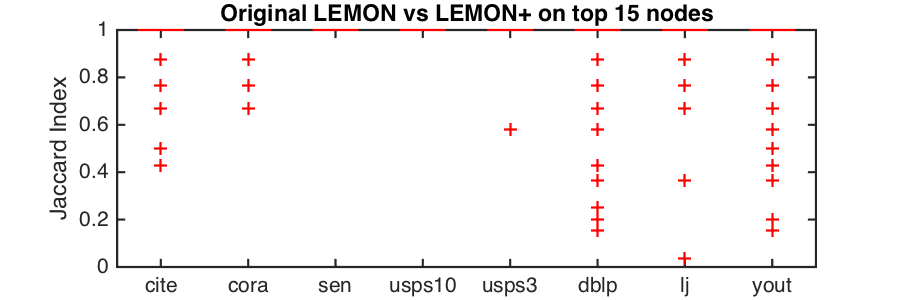 Original LEMON vs LEMON+ on top 15 nodes
Jaccard Index
1
0.8
0.6
0.4
0.2
0
cite cora sen usps10 usps3 dblp lj yout